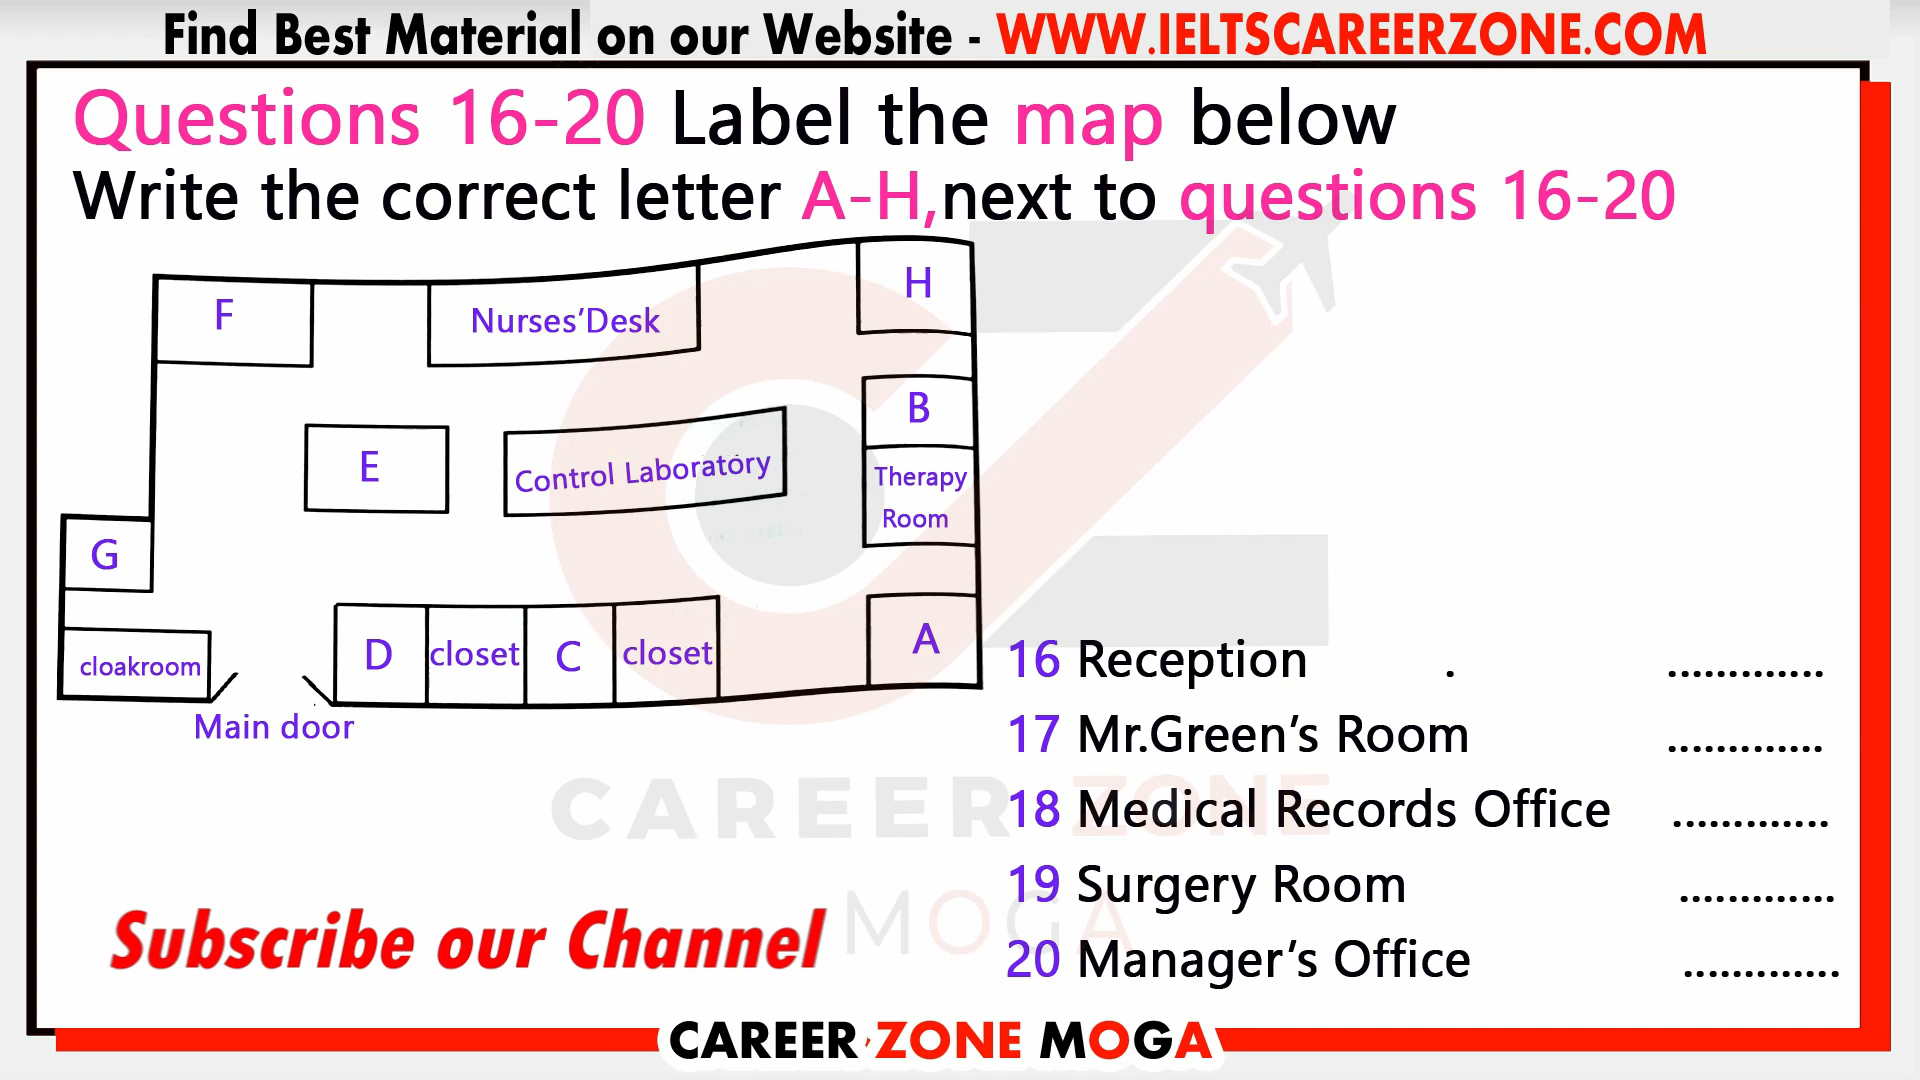 Find Best Material on our Website - WWW.IELTSCAREERZONE.COM
Questions 16-20 Label the map below
Write the correct letter A-H,next to questions 16-20
F
Nurses’Desk
H
B
E
Control Laboratory
Therapy
Room
G
D
closet
C
closet
A
cloakroom
Main door
16 Reception . .............
17 Mr.Green’s Room .............
18 Medical Records Office .............
19 Surgery Room .............
20 Manager’s Office .............
CAREER ZONE
MOGA
Subscribe our Channel
CAREER ZONE MOGA